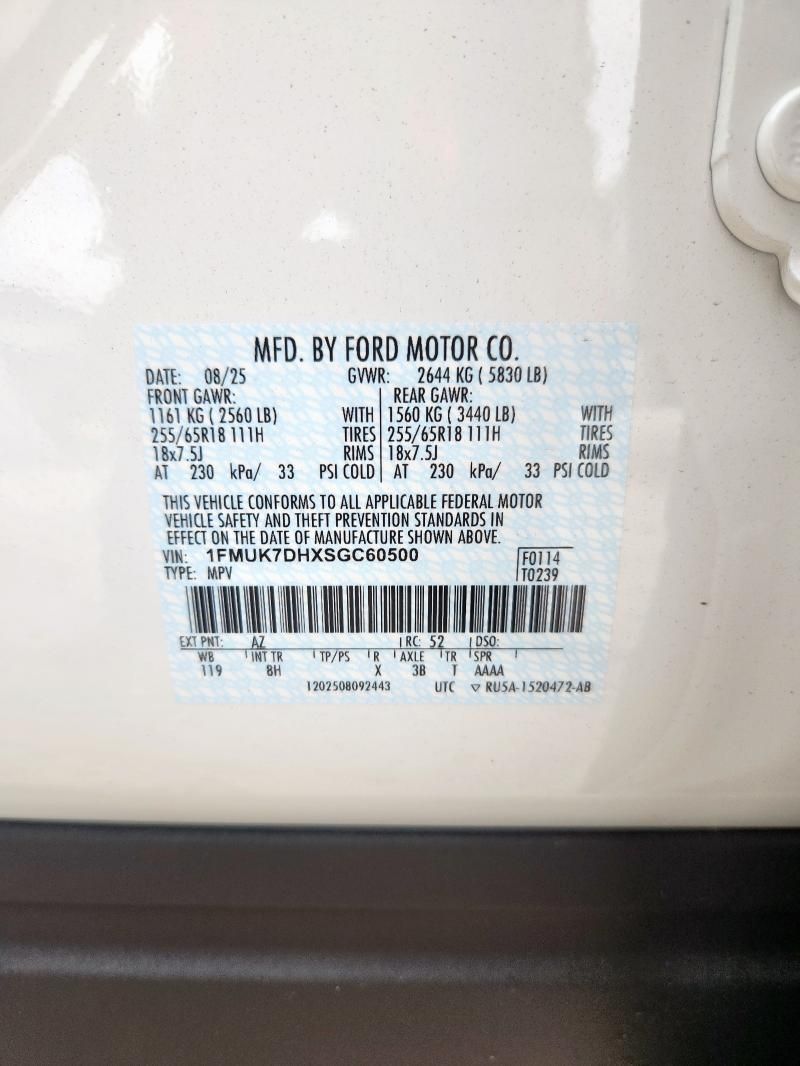 MFD. BY FORD MOTOR CO.
DATE: 08/25 GVWR: 2644 KG ( 5830 LB)
FRONT GAWR: REAR GAWR:
1161 KG ( 2560 LB) WITH 1560 KG ( 3440 LB) WITH
255/65R18 111H TIRES 255/65R18 111H TIRES
18x7.5J RIMS 18x7.5J RIMS
AT 230 kPa/ 33 PSI COLD AT 230 kPa/ 33 PSI COLD
THIS VEHICLE CONFORMS TO ALL APPLICABLE FEDERAL MOTOR
VEHICLE SAFETY AND THEFT PREVENTION STANDARDS IN
EFFECT ON THE DATE OF MANUFACTURE SHOWN ABOVE.
VIN: 1FMUK7DHXSGC60500 F0114
TYPE: MPV T0239
EXT PNT: AZ RC: 52 DSO:
WB INT TR TP/PS R AXLE TR SPR
119 8H X 3B T AAAA
1202508092443 UTC ▽ RU5A-1520472-AB